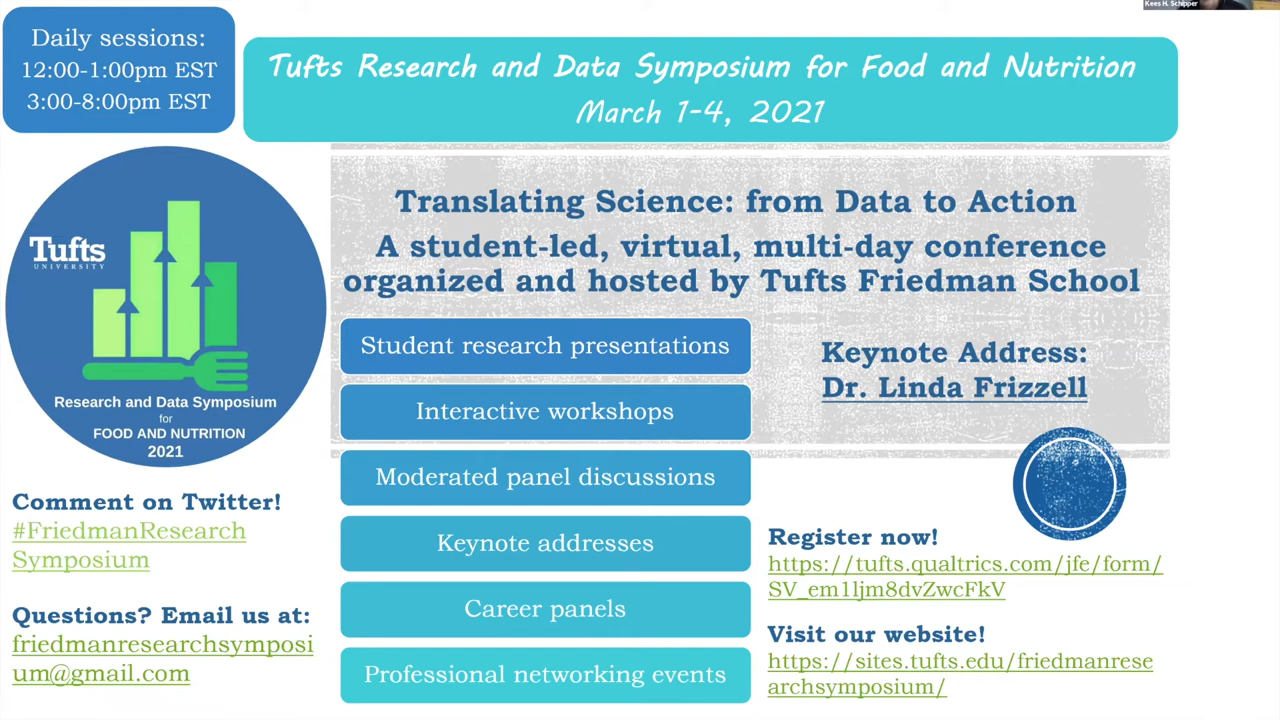 Kees H. Schipper
Daily sessions:
12:00-1:00pm EST
3:00-8:00pm EST
Tufts Research and Data Symposium for Food and Nutrition
March 1-4, 2021
Tufts
UNIVERSITY
Research and Data Symposium
for
FOOD AND NUTRITION
2021
Translating Science: from Data to Action
A student-led, virtual, multi-day conference
organized and hosted by Tufts Friedman School
Student research presentations
Interactive workshops
Moderated panel discussions
Keynote addresses
Career panels
Professional networking events
Keynote Address:
Dr. Linda Frizzell
Comment on Twitter!
#FriedmanResearch
Symposium
Questions? Email us at:
friedmanresearchsymposi
um@gmail.com
Register now!
https://tufts.qualtrics.com/jfe/form/
SV_em1ljm8dvZwcFkV
Visit our website!
https://sites.tufts.edu/friedmanrese
archsymposium/